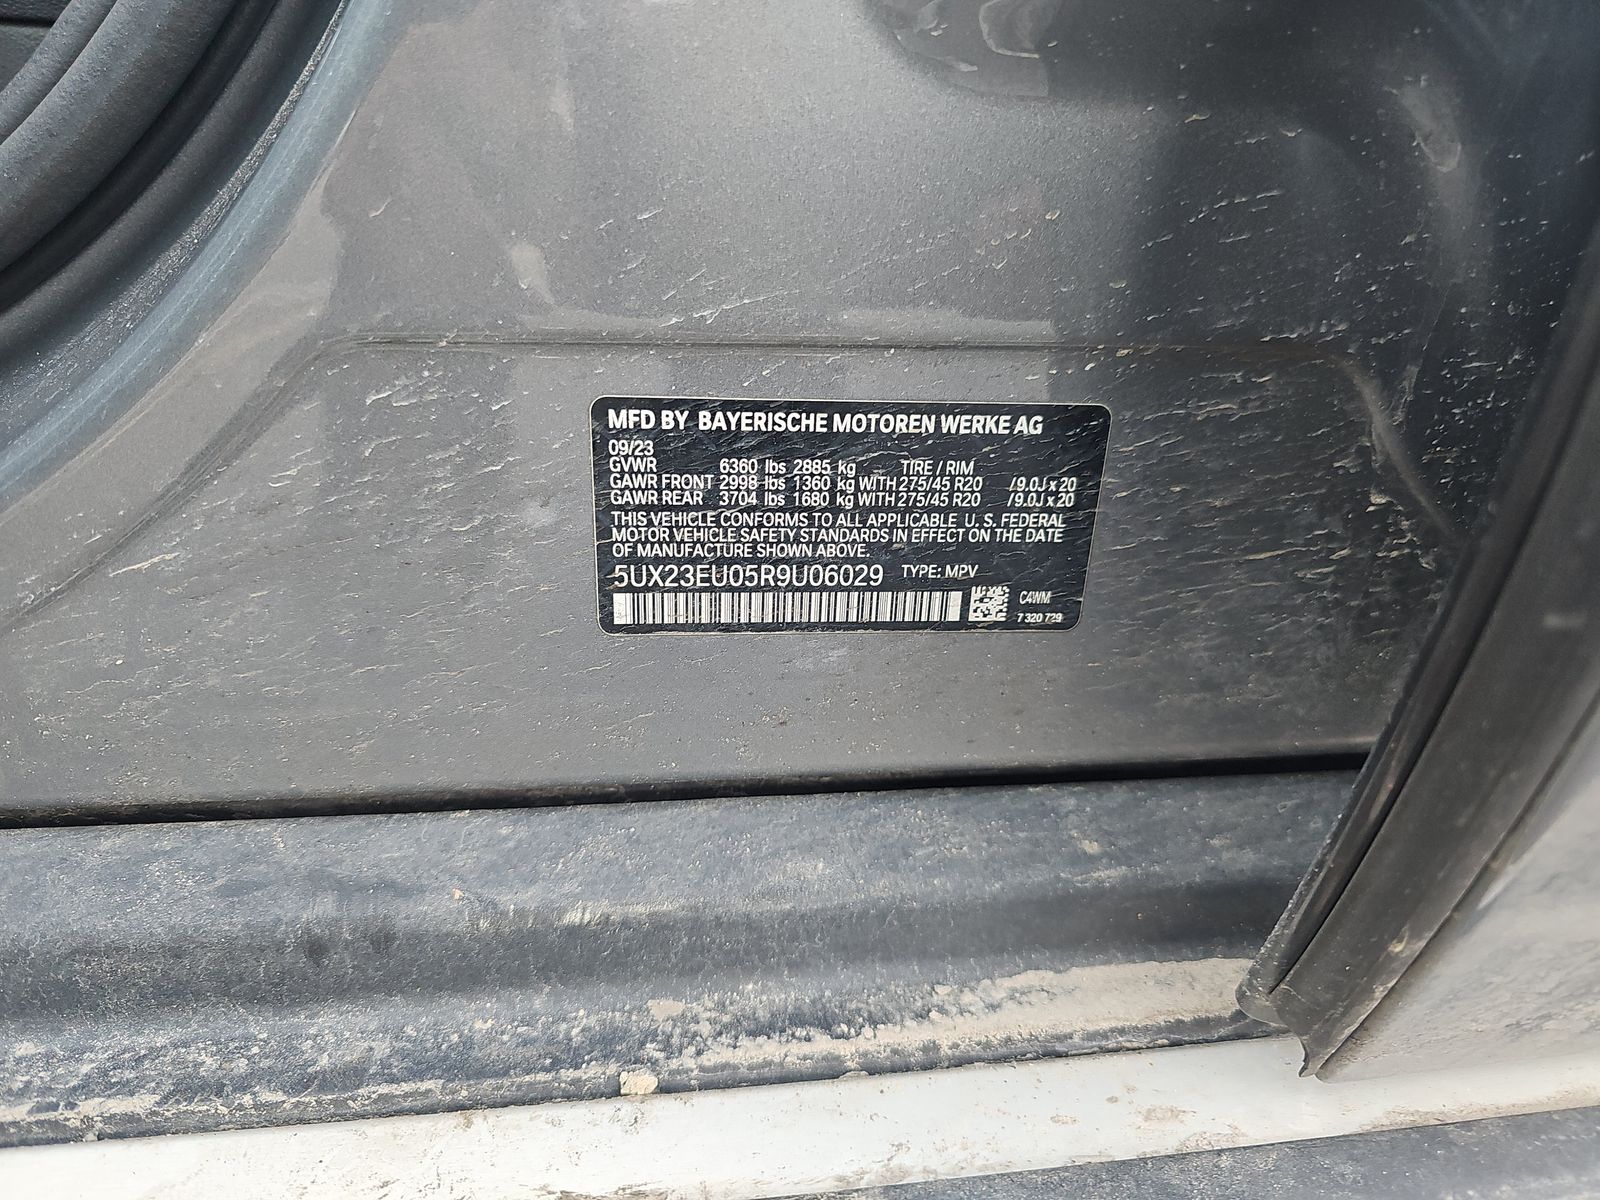 MFD BY BAYERISCHE MOTOREN WERKE AG
09/23
GVWR 6360 lbs 2885 kg TIRE / RIM
GAWR FRONT 2998 lbs 1360 kg WITH 275/45 R20 /9.0J x 20
GAWR REAR 3704 lbs 1680 kg WITH 275/45 R20 /9.0J x 20
THIS VEHICLE CONFORMS TO ALL APPLICABLE U. S. FEDERAL
MOTOR VEHICLE SAFETY STANDARDS IN EFFECT ON THE DATE
OF MANUFACTURE SHOWN ABOVE.
5UX23EU05R9U06029 TYPE: MPV
C4WM
7 320 729